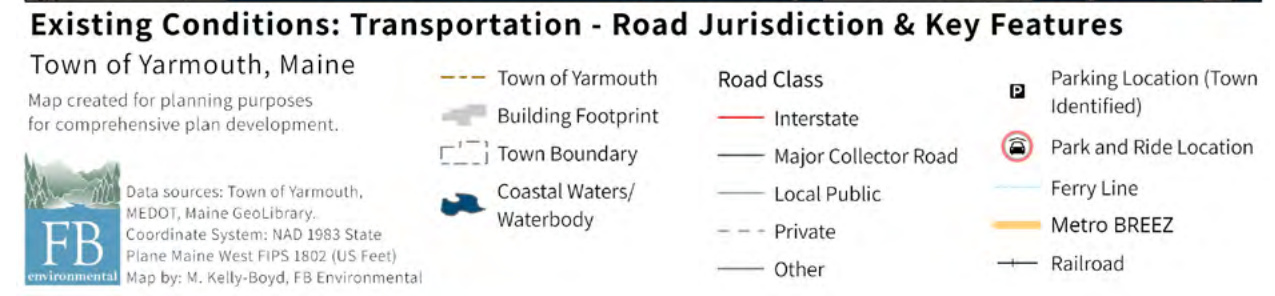 Existing Conditions: Transportation - Road Jurisdiction & Key Features
Town of Yarmouth, Maine
Map created for planning purposes
for comprehensive plan development.
FB
environmental
Data sources: Town of Yarmouth,
MEDOT, Maine GeoLibrary.
Coordinate System: NAD 1983 State
Plane Maine West FIPS 1802 (US Feet)
Map by: M. Kelly-Boyd, FB Environmental
Town of Yarmouth
Building Footprint
Town Boundary
Coastal Waters/
Waterbody
Road Class
Interstate
Major Collector Road
Local Public
Private
Other
P
Parking Location (Town
Identified)
Park and Ride Location
Ferry Line
Metro BREEZ
Railroad